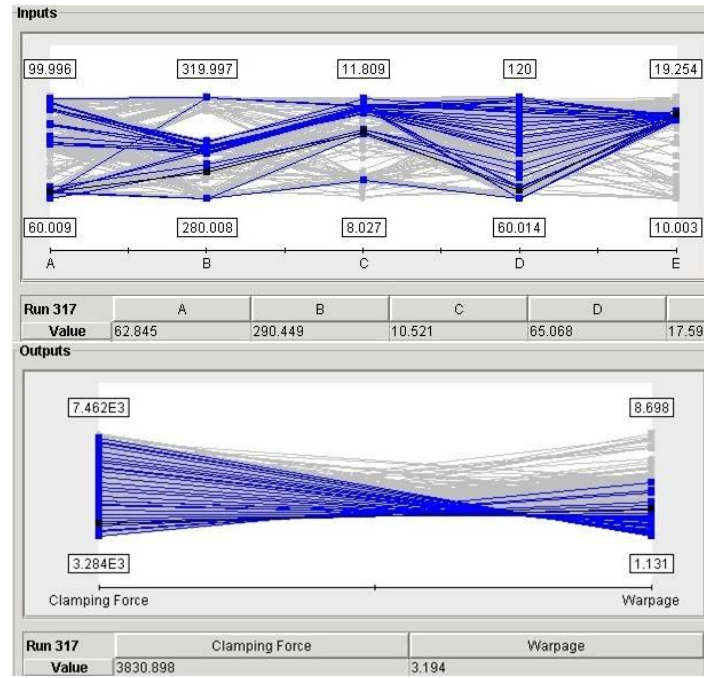 Inputs
99.996 319.997 11.809 120 19.254
60.009 280.008 8.027 60.014 10.003
A B C D E
Run 317 A B C D
Value 62.845 290.449 10.521 65.068 17.59
Outputs
7.462E3 8.698
3.284E3 1.131
Clamping Force Warpage
Run 317 Clamping Force Warpage
Value 3830.898 3.194